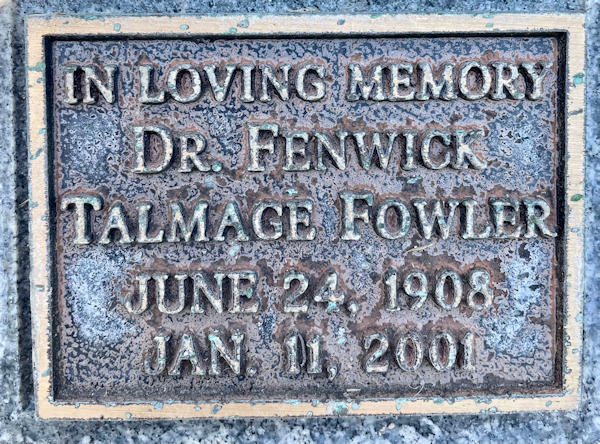 In Loving Memory
Dr. Fenwick
Talmage Fowler
June 24, 1908
Jan. 11, 2001